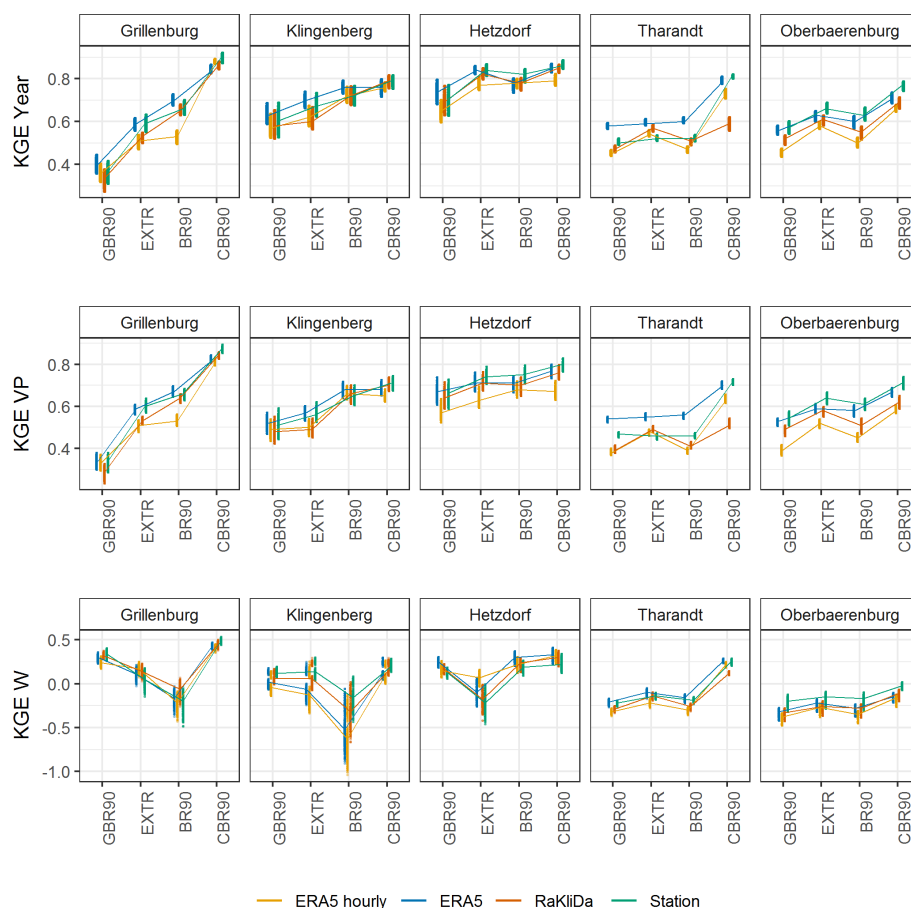 Grillenburg Klingenberg Hetzdorf Tharandt Oberbaerenburg
KGE Year
0.8
0.6
0.4
GBR90 EXTR BR90 CBR90 GBR90 EXTR BR90 CBR90 GBR90 EXTR BR90 CBR90 GBR90 EXTR BR90 CBR90 GBR90 EXTR BR90 CBR90
Grillenburg Klingenberg Hetzdorf Tharandt Oberbaerenburg
KGE VP
0.8
0.6
0.4
GBR90 EXTR BR90 CBR90 GBR90 EXTR BR90 CBR90 GBR90 EXTR BR90 CBR90 GBR90 EXTR BR90 CBR90 GBR90 EXTR BR90 CBR90
Grillenburg Klingenberg Hetzdorf Tharandt Oberbaerenburg
KGE W
0.5
0.0
-0.5
-1.0
GBR90 EXTR BR90 CBR90 GBR90 EXTR BR90 CBR90 GBR90 EXTR BR90 CBR90 GBR90 EXTR BR90 CBR90 GBR90 EXTR BR90 CBR90
ERA5 hourly ERA5 RaKliDa Station